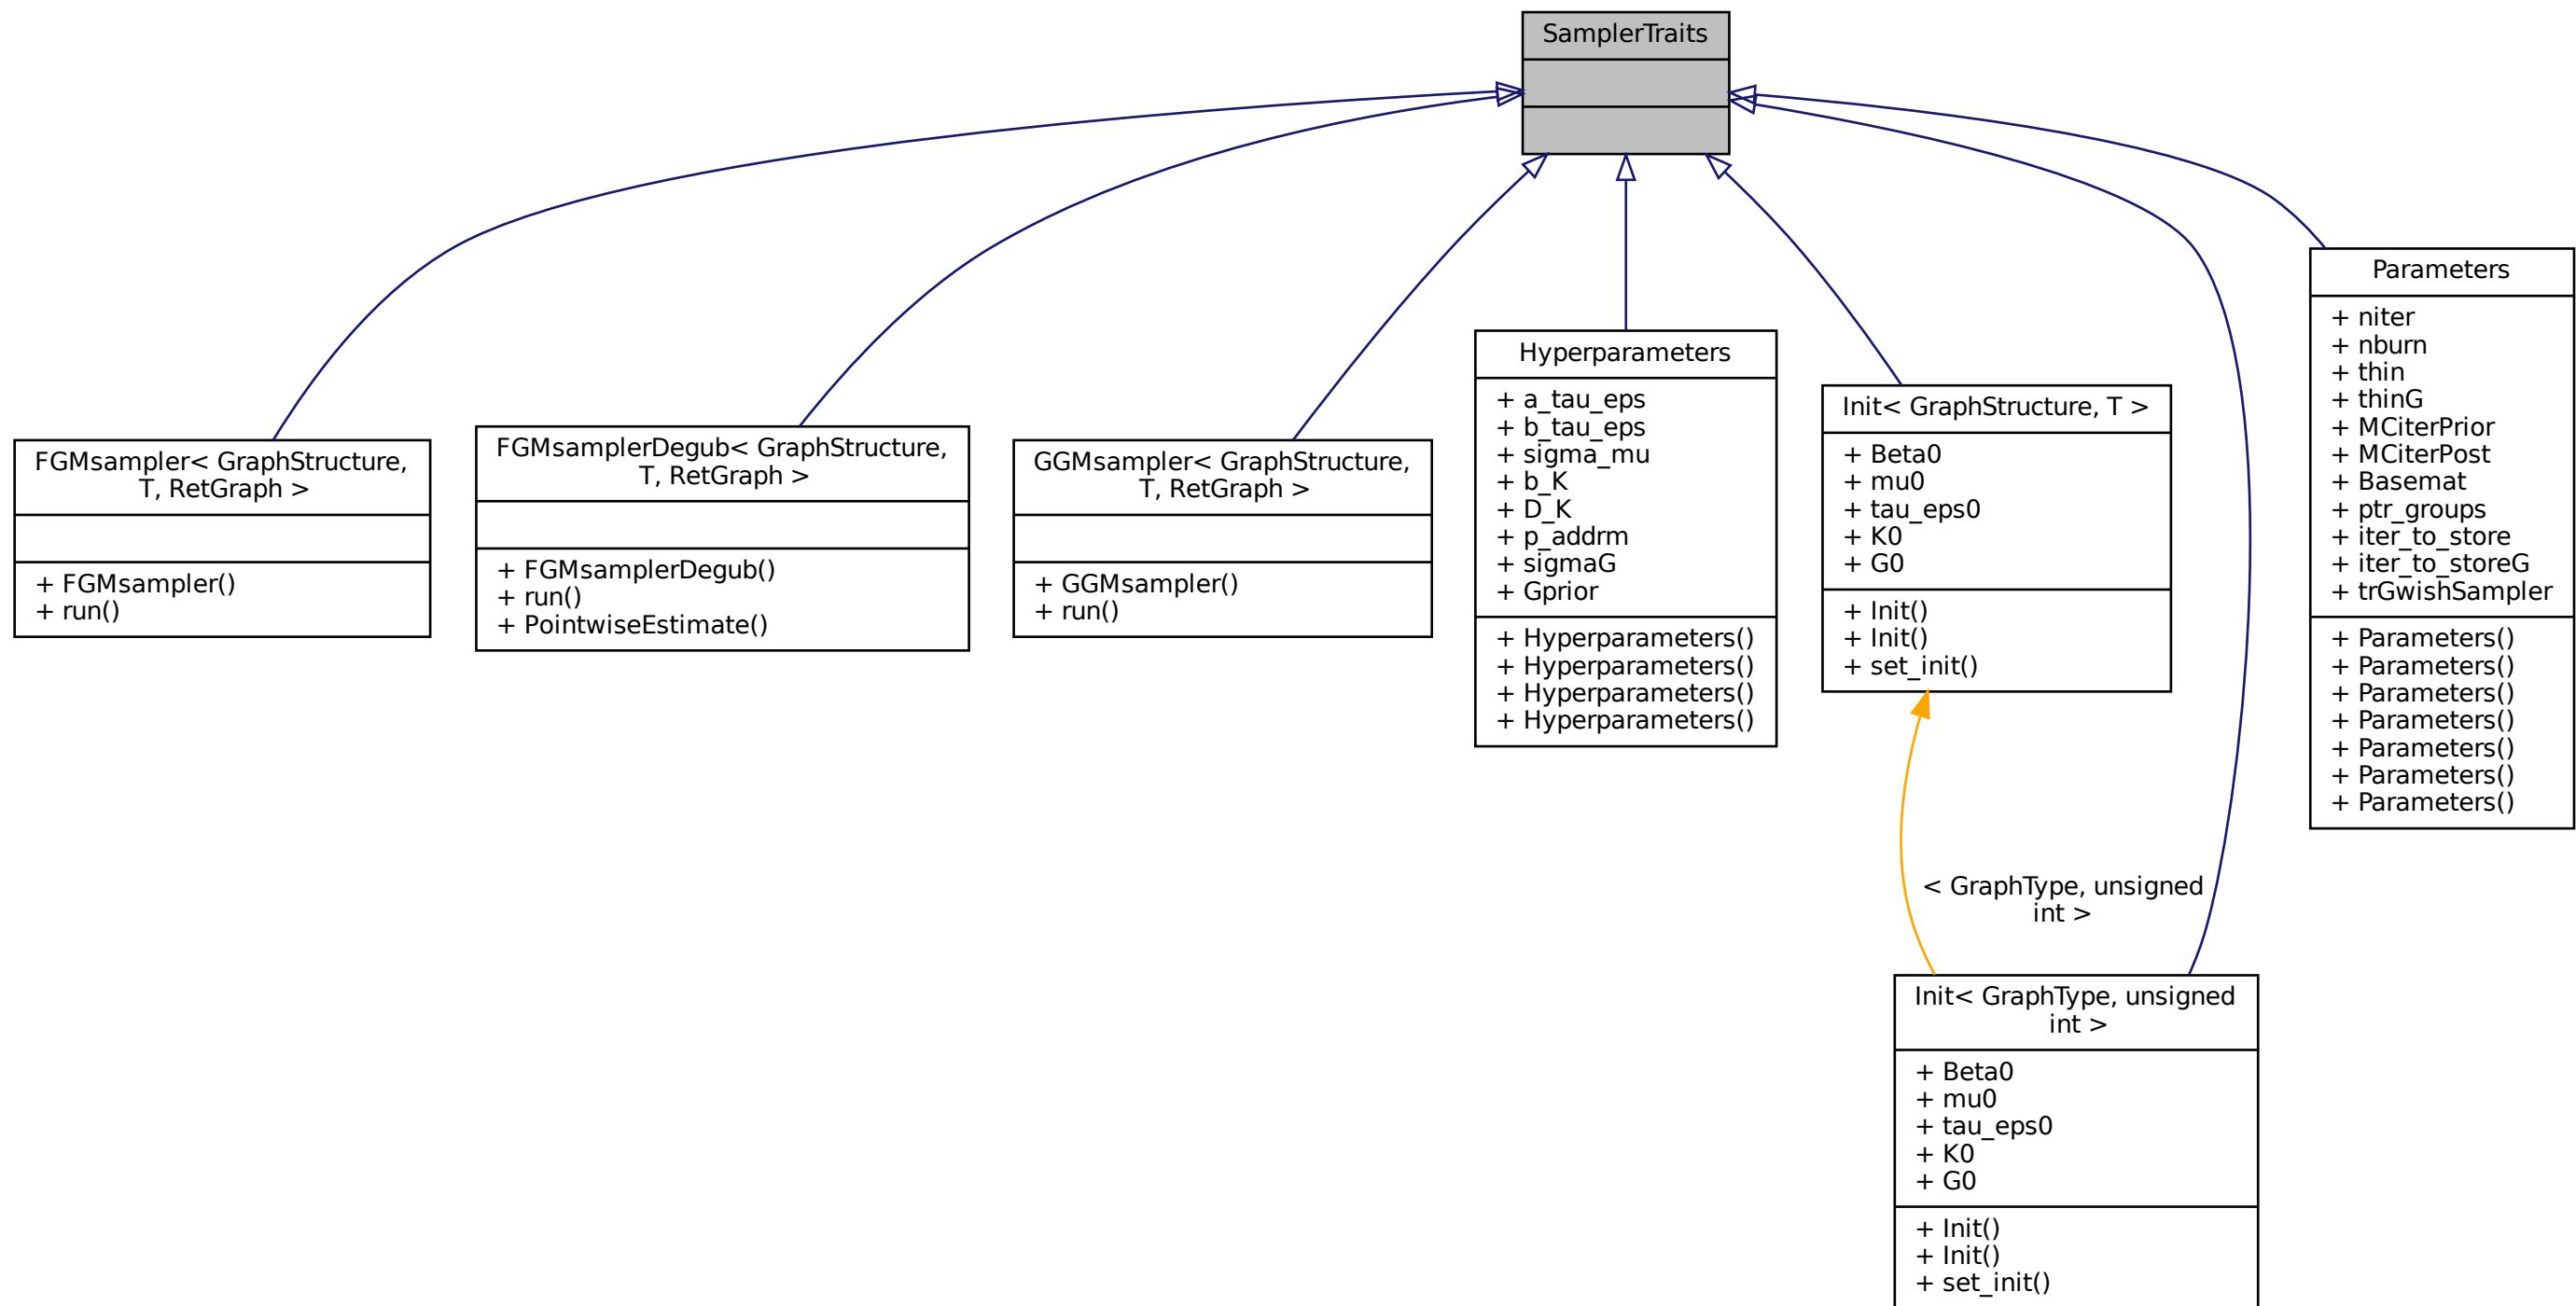 SamplerTraits
FGMsampler< GraphStructure,
T, RetGraph >
+ FGMsampler()
+ run()
FGMsamplerDegub< GraphStructure,
T, RetGraph >
+ FGMsamplerDegub()
+ run()
+ PointwiseEstimate()
GGMsampler< GraphStructure,
T, RetGraph >
+ GGMsampler()
+ run()
Hyperparameters
+ a_tau_eps
+ b_tau_eps
+ sigma_mu
+ b_K
+ D_K
+ p_addrm
+ sigmaG
+ Gprior
+ Hyperparameters()
+ Hyperparameters()
+ Hyperparameters()
+ Hyperparameters()
Init< GraphStructure, T >
+ Beta0
+ mu0
+ tau_eps0
+ K0
+ G0
+ Init()
+ Init()
+ set_init()
Parameters
+ niter
+ nburn
+ thin
+ thinG
+ MCiterPrior
+ MCiterPost
+ Basemat
+ ptr_groups
+ iter_to_store
+ iter_to_storeG
+ trGwishSampler
+ Parameters()
+ Parameters()
+ Parameters()
+ Parameters()
+ Parameters()
+ Parameters()
+ Parameters()
< GraphType, unsigned
int >
Init< GraphType, unsigned
int >
+ Beta0
+ mu0
+ tau_eps0
+ K0
+ G0
+ Init()
+ Init()
+ set_init()